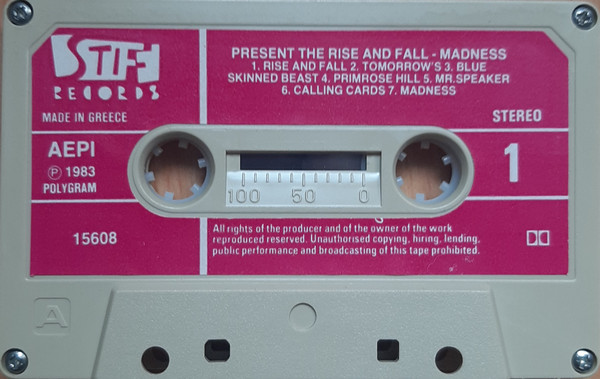 STIFF
RECORDS
MADE IN GREECE
AEPI
℗ 1983
POLYGRAM
15608
PRESENT THE RISE AND FALL - MADNESS
1. RISE AND FALL 2. TOMORROW'S 3. BLUE
SKINNED BEAST 4. PRIMROSE HILL 5. MR.SPEAKER
6. CALLING CARDS 7. MADNESS
STEREO
1
100 50 0
All rights of the producer and of the owner of the work
reproduced reserved. Unauthorised copying, hiring, lending,
public performance and broadcasting of this tape prohibited.
A